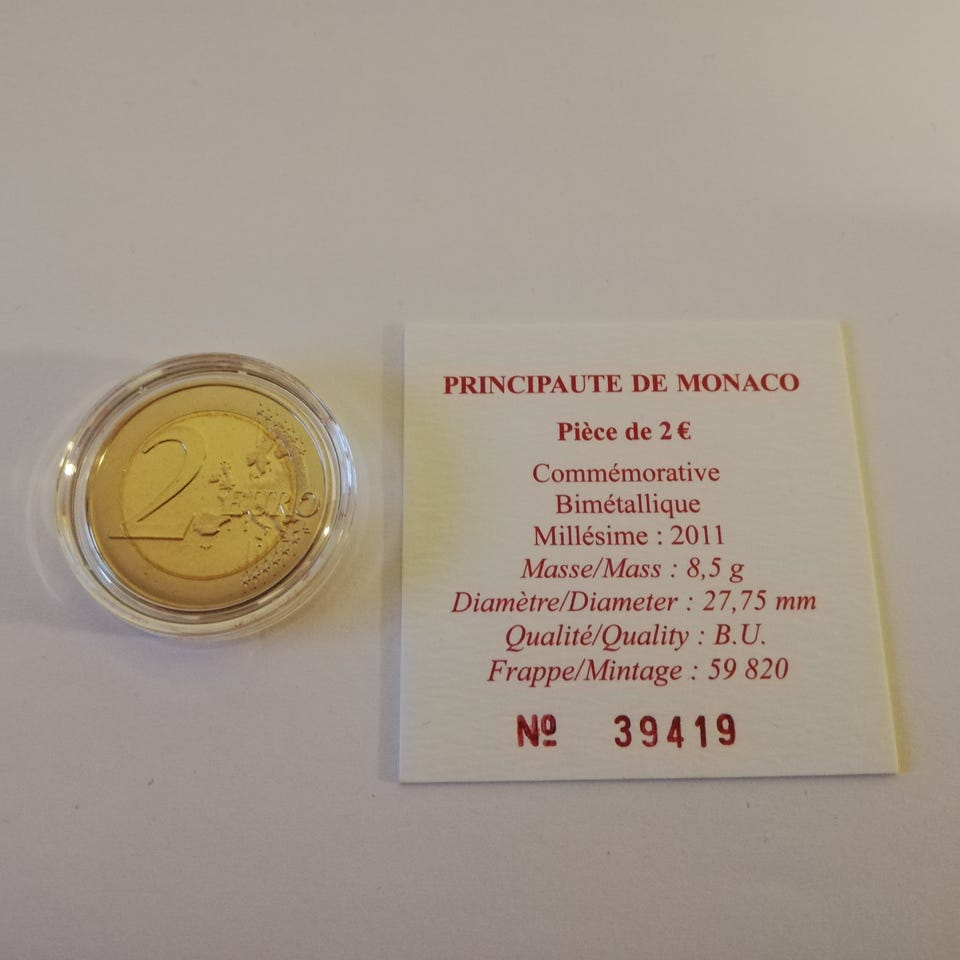 2 EURO
PRINCIPAUTE DE MONACO
Pièce de 2 €
Commémorative
Bimétallique
Millésime : 2011
Masse/Mass : 8,5 g
Diamètre/Diameter : 27,75 mm
Qualité/Quality : B.U.
Frappe/Mintage : 59 820
Nº 39419